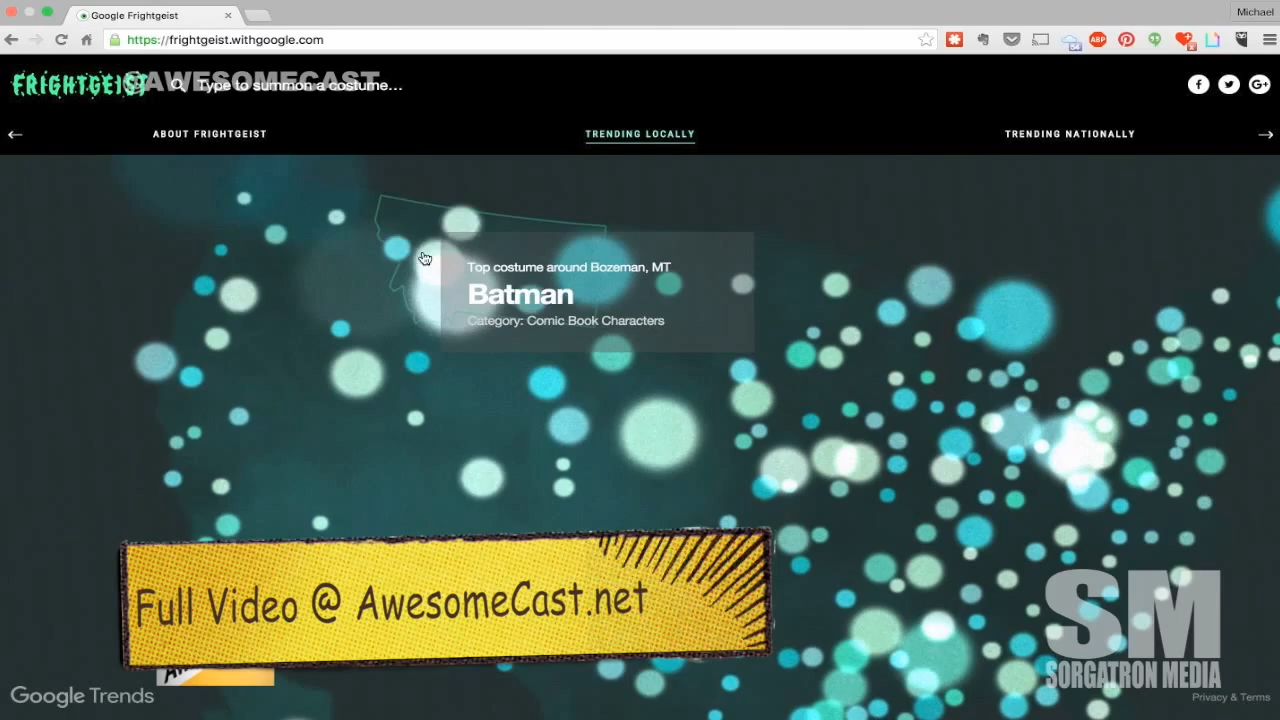 Google Frightgeist
Michael
https://frightgeist.withgoogle.com
ABP
FRIGHTGEIST
@AWESOMECAST
Type to summon a costume...
ABOUT FRIGHTGEIST
TRENDING LOCALLY
TRENDING NATIONALLY
Top costume around Bozeman, MT
Batman
Category: Comic Book Characters
Full Video @ AwesomeCast.net
SM
SORGATRON MEDIA
Google Trends
Privacy & Terms